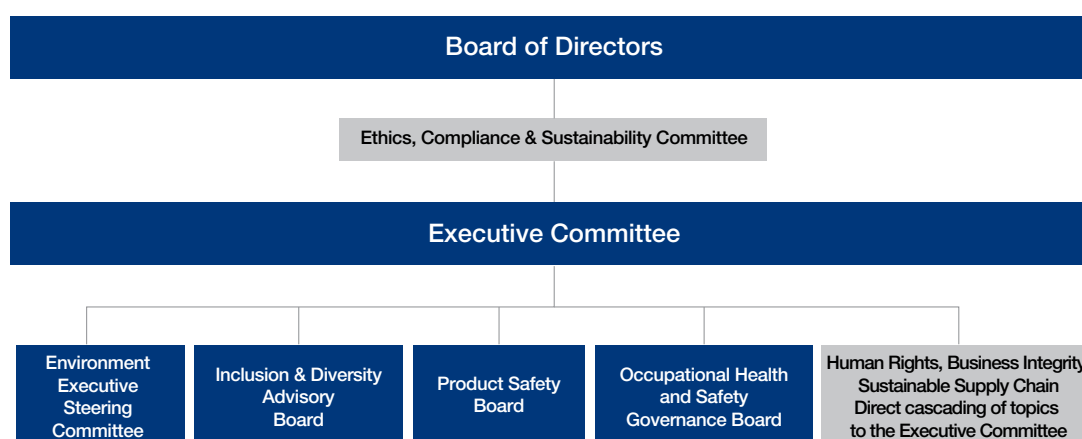 Board of Directors
Ethics, Compliance & Sustainability Committee
Executive Committee
Environment
Executive
Steering
Committee
Inclusion & Diversity
Advisory
Board
Product Safety
Board
Occupational Health
and Safety
Governance Board
Human Rights, Business Integrity
Sustainable Supply Chain
Direct cascading of topics
to the Executive Committee